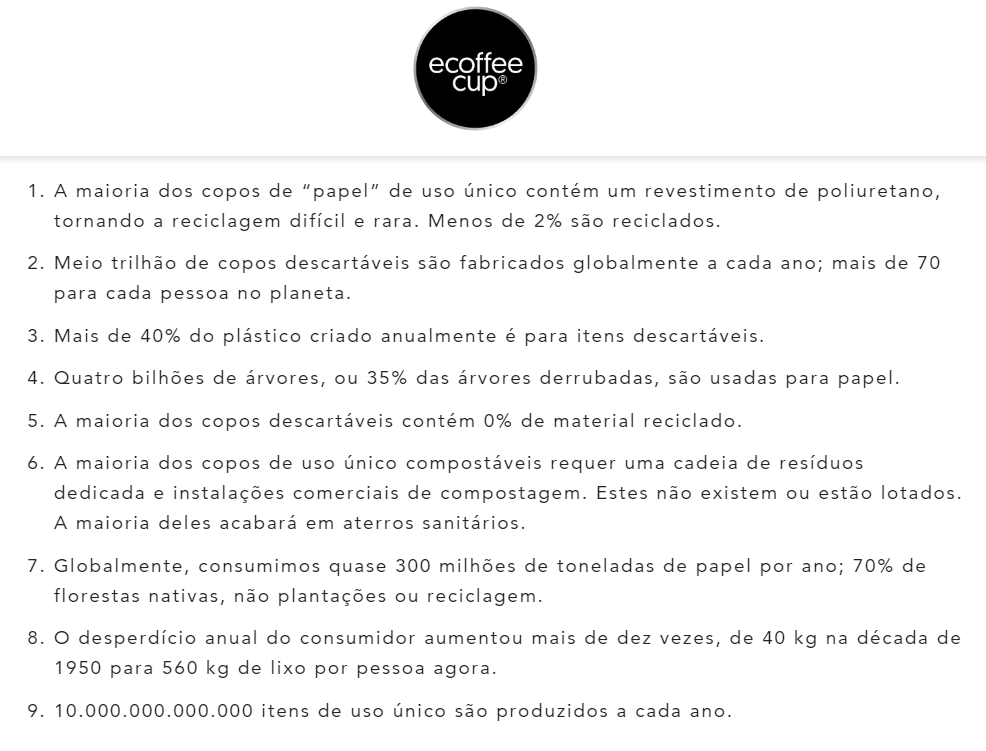 ecoffee
cup®
1. A maioria dos copos de “papel” de uso único contém um revestimento de poliuretano,
tornando a reciclagem difícil e rara. Menos de 2% são reciclados.
2. Meio trilhão de copos descartáveis são fabricados globalmente a cada ano; mais de 70
para cada pessoa no planeta.
3. Mais de 40% do plástico criado anualmente é para itens descartáveis.
4. Quatro bilhões de árvores, ou 35% das árvores derrubadas, são usadas para papel.
5. A maioria dos copos descartáveis contém 0% de material reciclado.
6. A maioria dos copos de uso único compostáveis requer uma cadeia de resíduos
dedicada e instalações comerciais de compostagem. Estes não existem ou estão lotados.
A maioria deles acabará em aterros sanitários.
7. Globalmente, consumimos quase 300 milhões de toneladas de papel por ano; 70% de
florestas nativas, não plantações ou reciclagem.
8. O desperdício anual do consumidor aumentou mais de dez vezes, de 40 kg na década de
1950 para 560 kg de lixo por pessoa agora.
9. 10.000.000.000.000 itens de uso único são produzidos a cada ano.